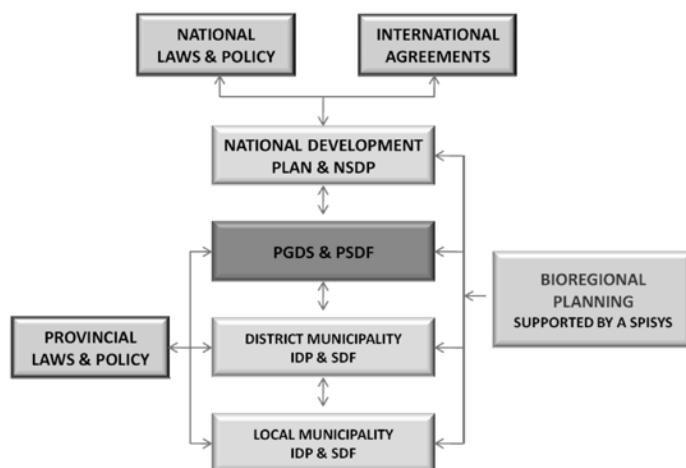 NATIONAL
LAWS & POLICY
INTERNATIONAL
AGREEMENTS
NATIONAL DEVELOPMENT
PLAN & NSDP
PGDS & PSDF
BIOREGIONAL
PLANNING
SUPPORTED BY A SPISYS
PROVINCIAL
LAWS & POLICY
DISTRICT MUNICIPALITY
IDP & SDF
LOCAL MUNICIPALITY
IDP & SDF